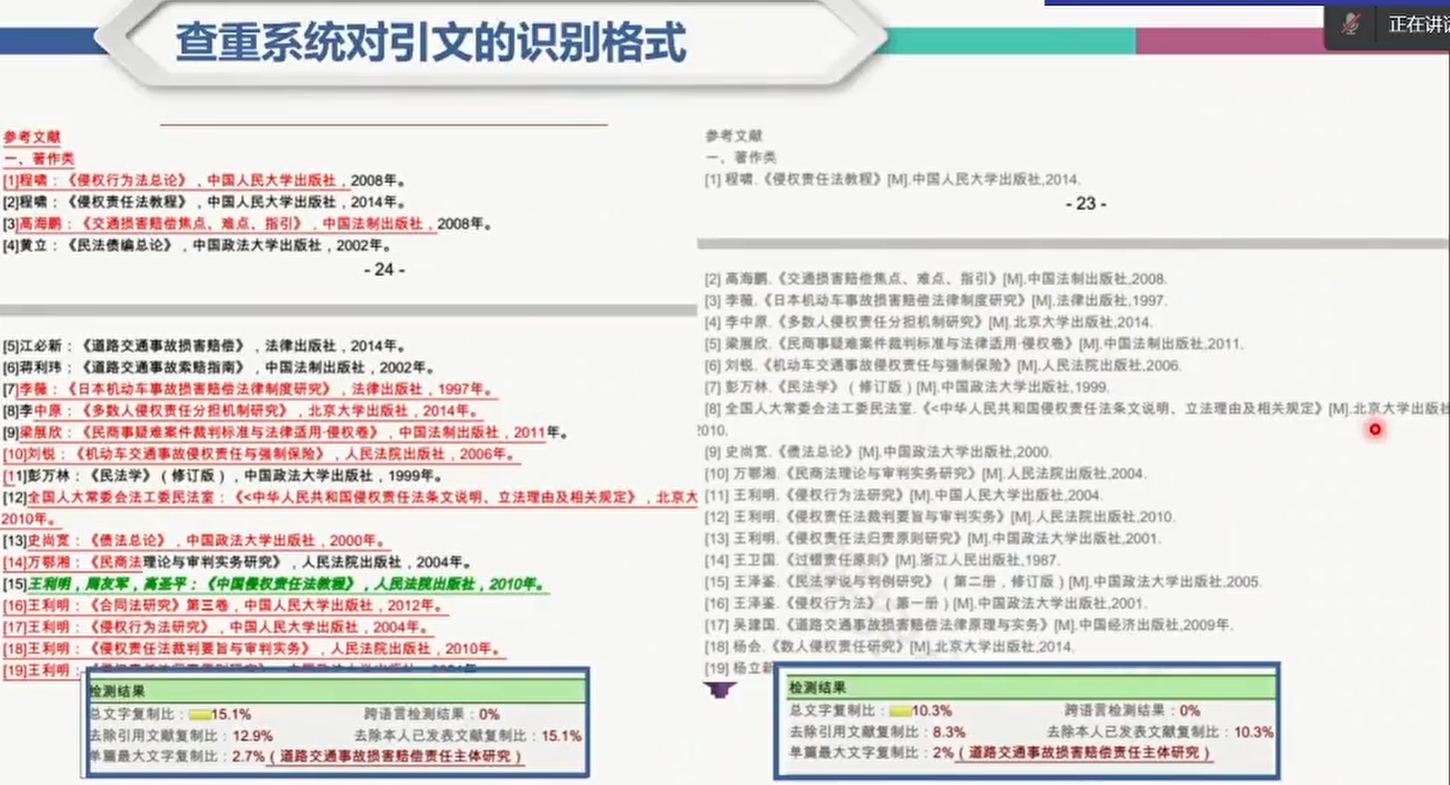 查重系统对引文的识别格式
正在讲话
参考文献
一、著作类
[1]程啸：《侵权行为法总论》，中国人民大学出版社，2008年。
[2]程啸：《侵权责任法教程》，2014年。
[3]高海鹏：《交通损害赔偿焦点、难点、指引》，中国法制出版社，2008年。
[4]黄立：《民法债编总论》，中国政法大学出版社，2002年。
- 24 -
[5]江必新：《道路交通事故损害赔偿》，法律出版社，2014年。
[6]蒋利玮：《道路交通事故索赔指南》，中国法制出版社，2002年。
[7]李薇：《日本机动车事故损害赔偿法律制度研究》，法律出版社，1997年。
[8]李中原：《多数人侵权责任分担机制研究》，北京大学出版社，2014年。
[9]梁展欣：《民商事疑难案件裁判标准与法律适用·侵权卷》，中国法制出版社，2011年。
[10]刘锐：《机动车交通事故侵权责任与强制保险》，人民法院出版社，2006年。
[11]彭万林：《民法学》（修订版），中国政法大学出版社，1999年。
[12]全国人大常委会法工委民法室：《<中华人民共和国侵权责任法条文说明、立法理由及相关规定》，北京大
2010年。
[13]史尚宽：《债法总论》，中国政法大学出版社，2000年。
[14]万鄂湘：《民商法理论与审判实务研究》，人民法院出版社，2004年。
[15]王利明，周友军，高圣平：《中国侵权责任法教程》，人民法院出版社，2010年。
[16]王利明：《合同法研究》第三卷，中国人民大学出版社，2012年。
[17]王利明：《侵权行为法研究》，中国人民大学出版社，2004年。
[18]王利明：《侵权责任法裁判要旨与审判实务》，人民法院出版社，2010年。
[19]王利明：
检测结果
总文字复制比：15.1% 跨语言检测结果：0%
去除引用文献复制比：12.9% 去除本人已发表文献复制比：15.1%
单篇最大文字复制比：2.7%（道路交通事故损害赔偿责任主体研究）
参考文献
一、著作类
[1] 程啸.《侵权责任法教程》[M].中国人民大学出版社,2014.
- 23 -
[2] 高海鹏.《交通损害赔偿焦点、难点、指引》[M].中国法制出版社,2008.
[3] 李薇.《日本机动车事故损害赔偿法律制度研究》[M].法律出版社,1997.
[4] 李中原.《多数人侵权责任分担机制研究》[M].北京大学出版社,2014.
[5] 梁展欣.《民商事疑难案件裁判标准与法律适用·侵权卷》[M].中国法制出版社,2011.
[6] 刘锐.《机动车交通事故侵权责任与强制保险》[M].人民法院出版社,2006.
[7] 彭万林.《民法学》（修订版）[M].中国政法大学出版社,1999.
[8] 全国人大常委会法工委民法室.《<中华人民共和国侵权责任法条文说明、立法理由及相关规定》[M].北京大学出版社
2010.
[9] 史尚宽.《债法总论》[M].中国政法大学出版社,2000.
[10] 万鄂湘.《民商法理论与审判实务研究》[M].人民法院出版社,2004.
[11] 王利明.《侵权行为法研究》[M].中国人民大学出版社,2004.
[12] 王利明.《侵权责任法裁判要旨与审判实务》[M].人民法院出版社,2010.
[13] 王利明.《侵权责任法归责原则研究》[M].中国政法大学出版社,2001.
[14] 王卫国.《过错责任原则》[M].浙江人民出版社,1987.
[15] 王泽鉴.《民法学说与判例研究》（第二册，修订版）[M].中国政法大学出版社,2005.
[16] 王泽鉴.《侵权行为法》（第一册）[M].中国政法大学出版社,2001.
[17] 吴建国.《道路交通事故赔偿法律原理与实务》[M].中国经济出版社,2009年.
[18] 杨会.《数人侵权责任研究》[M].北京大学出版社,2014.
[19] 杨立新
检测结果
总文字复制比：10.3% 跨语言检测结果：0%
去除引用文献复制比：8.3% 去除本人已发表文献复制比：10.3%
单篇最大文字复制比：2%（道路交通事故损害赔偿责任主体研究）